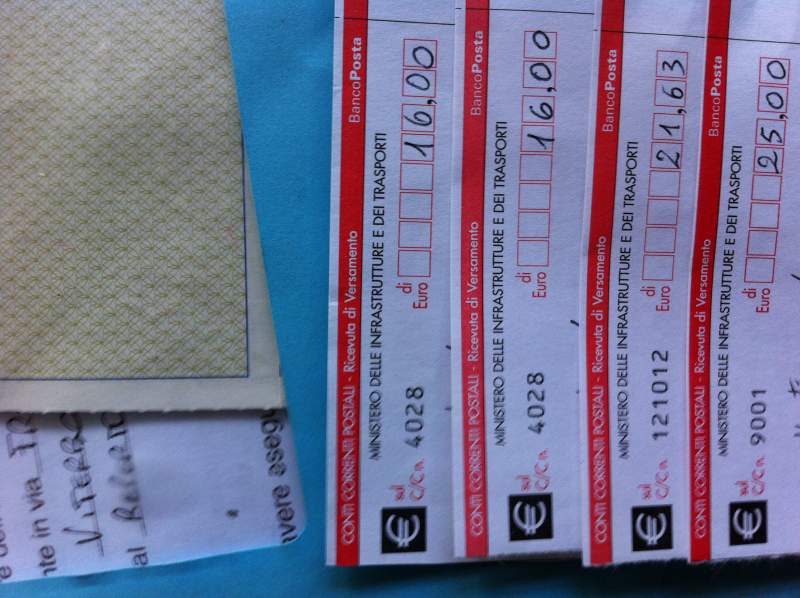 CONTI CORRENTI POSTALI - Ricevuta di Versamento BancoPosta
MINISTERO DELLE INFRASTRUTTURE E DEI TRASPORTI
€ sul C/C n. 4028 di Euro 16,00
CONTI CORRENTI POSTALI - Ricevuta di Versamento BancoPosta
MINISTERO DELLE INFRASTRUTTURE E DEI TRASPORTI
€ sul C/C n. 4028 di Euro 16,00
CONTI CORRENTI POSTALI - Ricevuta di Versamento BancoPosta
MINISTERO DELLE INFRASTRUTTURE E DEI TRASPORTI
€ sul C/C n. 121012 di Euro 21,63
CONTI CORRENTI POSTALI - Ricevuta di Versamento BancoPosta
MINISTERO DELLE INFRASTRUTTURE E DEI TRASPORTI
€ sul C/C n. 9001 di Euro 25,00
nte in via
VITERBO
al
ivere eseg